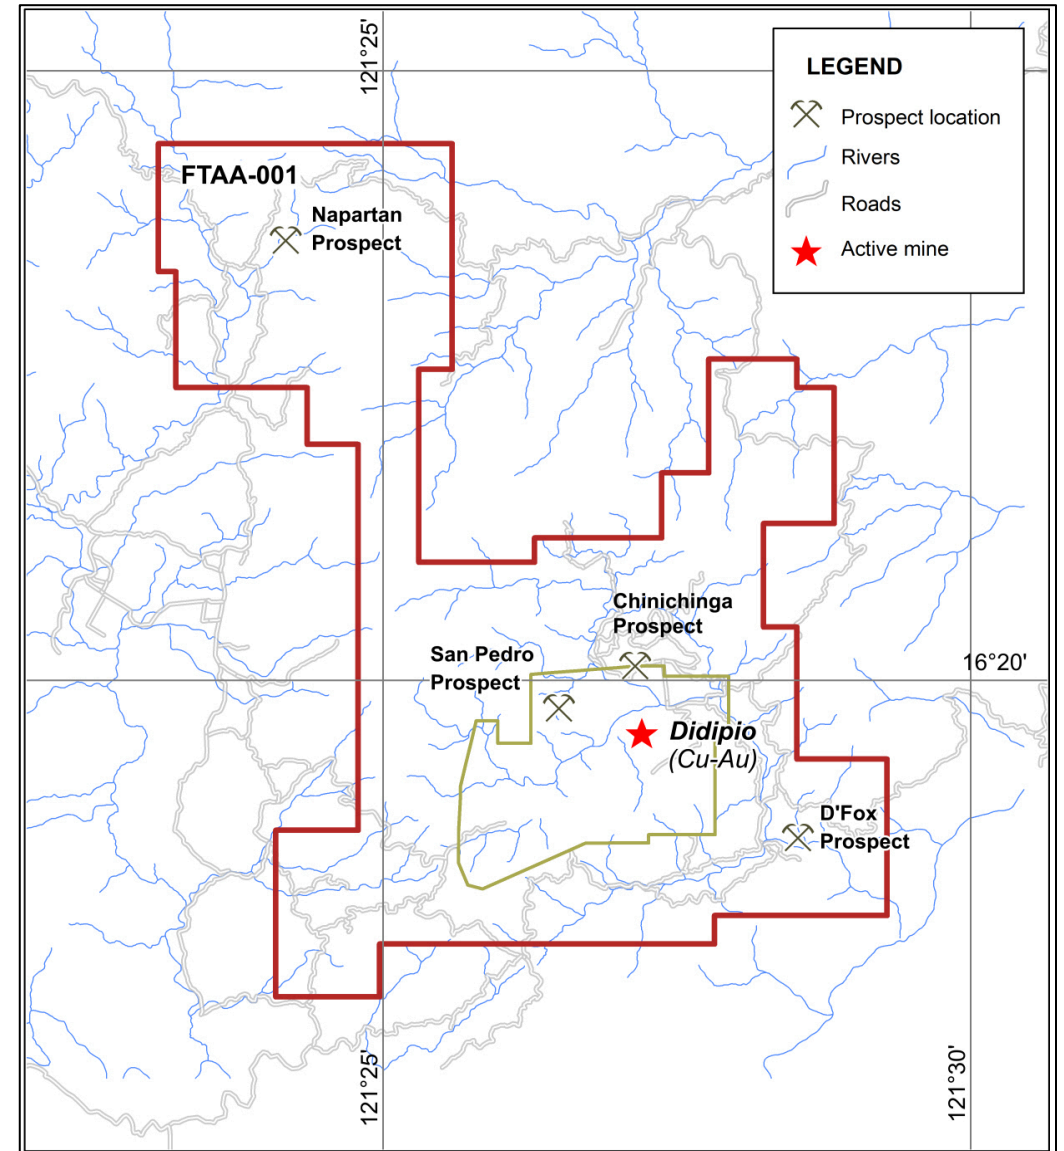 121°25'
LEGEND
Prospect location
Rivers
Roads
Active mine
FTAA-001
Napartan
Prospect
Chinichinga
Prospect
San Pedro
Prospect
16°20'
Didipio
(Cu-Au)
D'Fox
Prospect
121°25'
121°30'